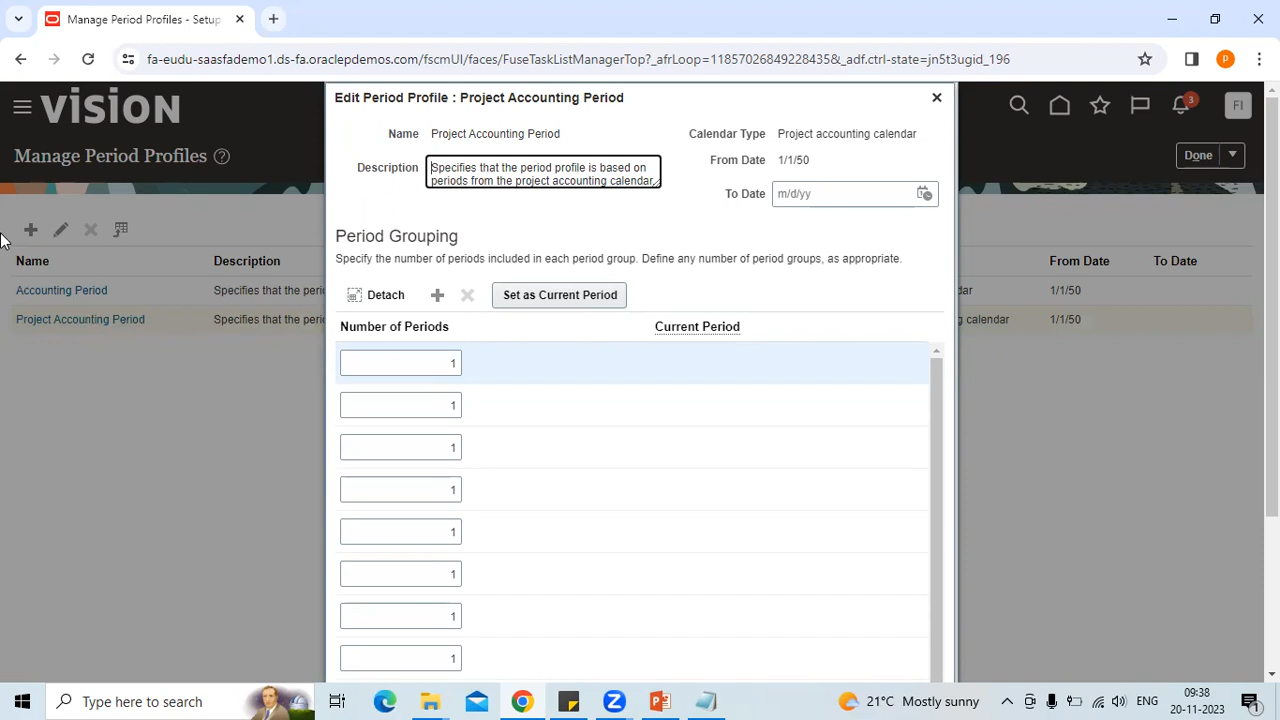 Manage Period Profiles - Setup
fa-eudu-saasfademo1.ds-fa.oraclepdemos.com/fscmUI/faces/FuseTaskListManagerTop?_afrLoop=11857026849228435&_adf.ctrl-state=jn5t3ugid_196
P
VISION
3
FI
Manage Period Profiles
Done
Edit Period Profile : Project Accounting Period
Name Project Accounting Period
Calendar Type Project accounting calendar
Description Specifies that the period profile is based on
periods from the project accounting calendar.
From Date 1/1/50
To Date m/d/yy
Period Grouping
Specify the number of periods included in each period group. Define any number of period groups, as appropriate.
Detach Set as Current Period
Number of Periods Current Period
1
1
1
1
1
1
1
1
Name Description From Date To Date
Accounting Period Specifies that the peri dar 1/1/50
Project Accounting Period Specifies that the peri g calendar 1/1/50
Type here to search
21°C Mostly sunny
ENG
09:38
20-11-2023
1